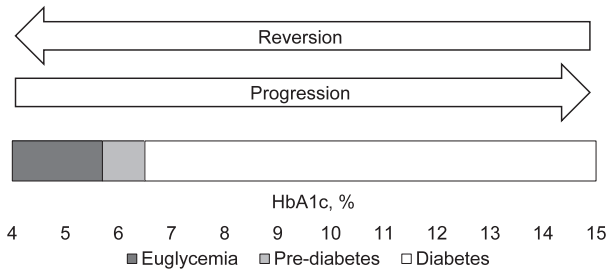 Reversion
Progression
HbA1c, %
4 5 6 7 8 9 10 11 12 13 14 15
Euglycemia Pre-diabetes Diabetes